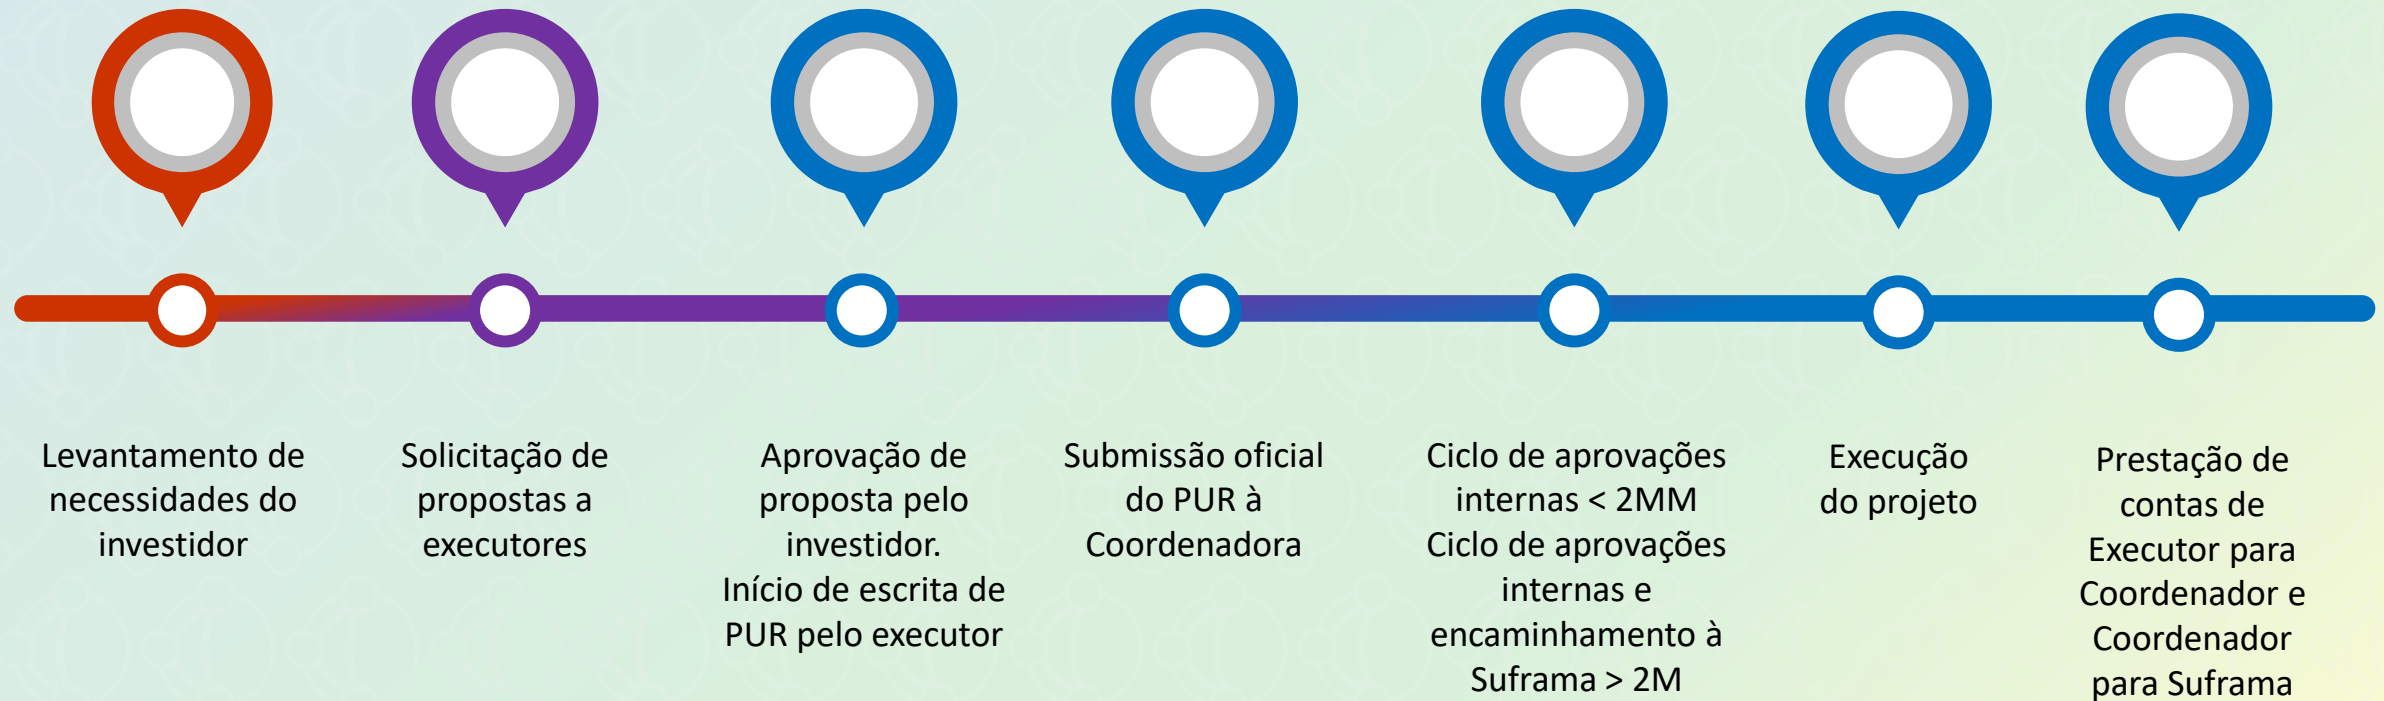 Levantamento de
necessidades do
investidor
Solicitação de
propostas a
executores
Aprovação de
proposta pelo
investidor.
Início de escrita de
PUR pelo executor
Submissão oficial
do PUR à
Coordenadora
Ciclo de aprovações
internas < 2MM
Ciclo de aprovações
internas e
encaminhamento à
Suframa > 2M
Execução
do projeto
Prestação de
contas de
Executor para
Coordenador e
Coordenador
para Suframa